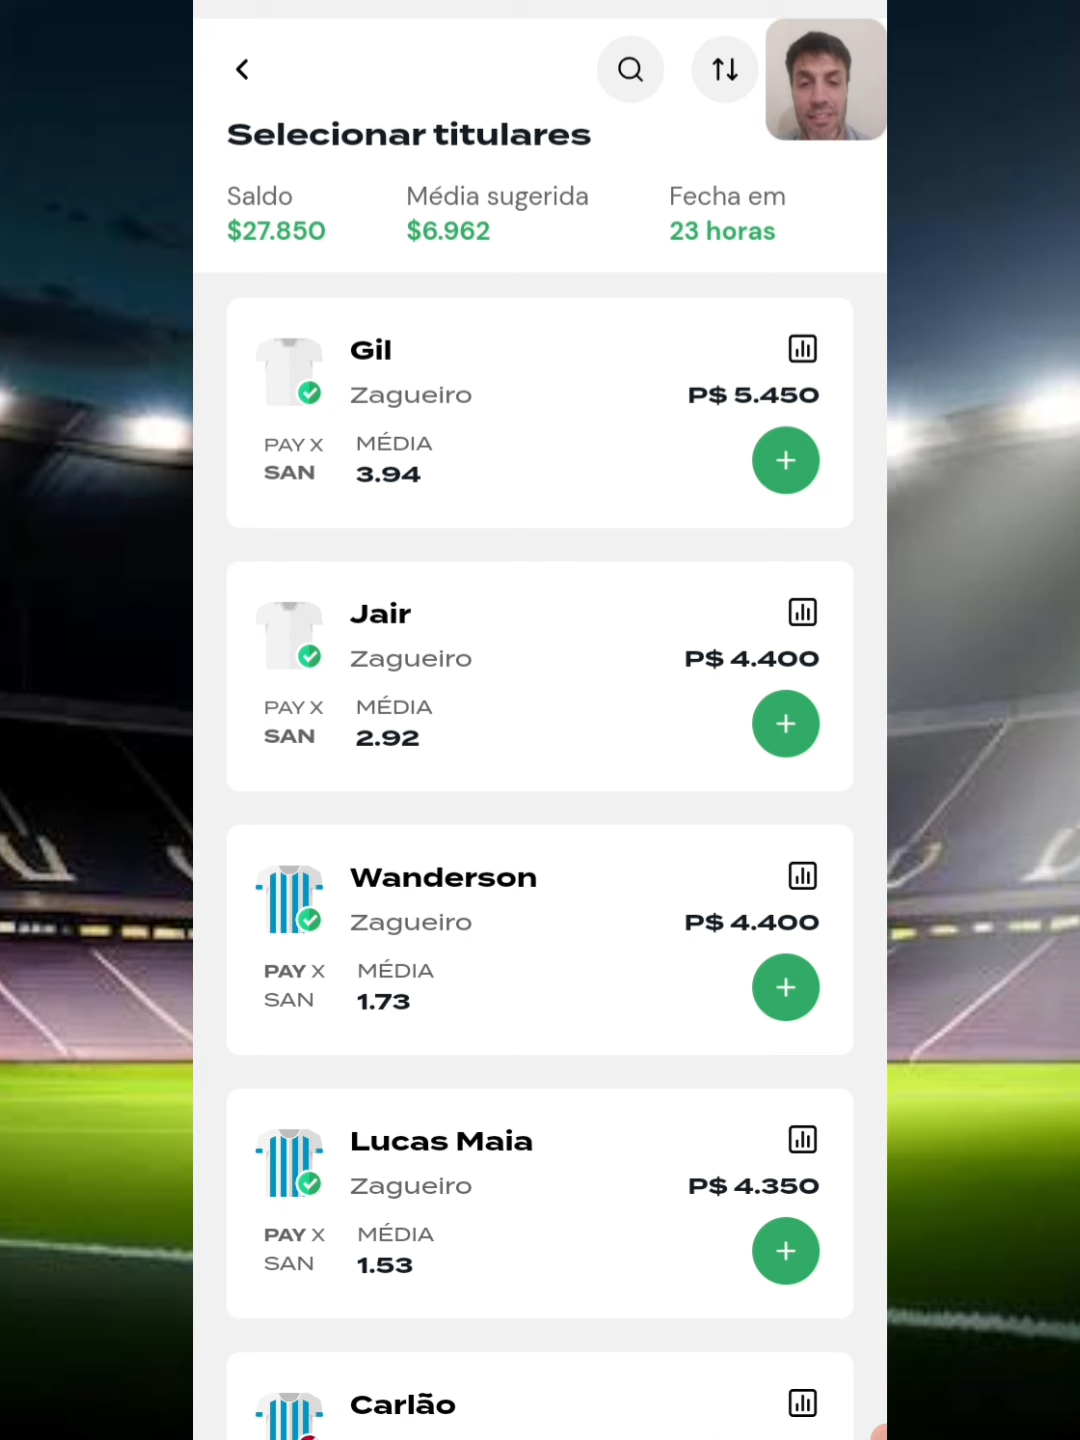 Selecionar titulares
Saldo
$27.850
Média sugerida
$6.962
Fecha em
23 horas
Gil
Zagueiro
P$ 5.450
PAY X
SAN
MÉDIA
3.94
+
Jair
Zagueiro
P$ 4.400
PAY X
SAN
MÉDIA
2.92
+
Wanderson
Zagueiro
P$ 4.400
PAY X
SAN
MÉDIA
1.73
+
Lucas Maia
Zagueiro
P$ 4.350
PAY X
SAN
MÉDIA
1.53
+
Carlão